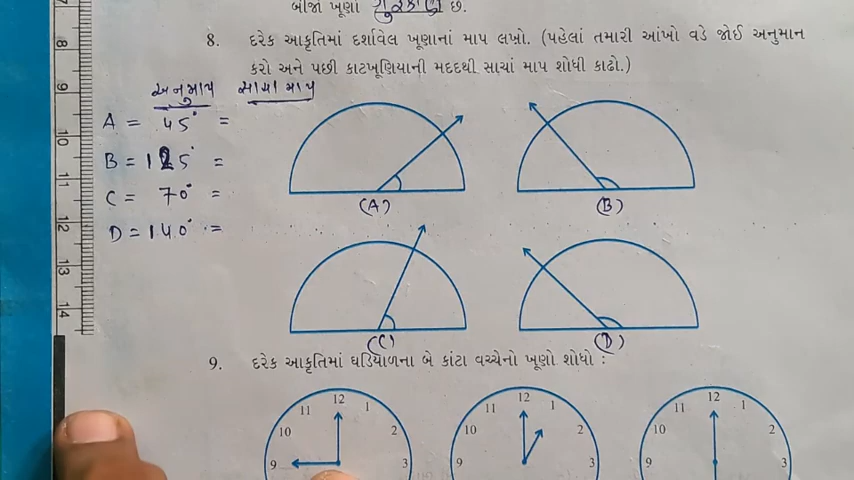 બીજા ખૂણા ગુરુકોણ છે.
8. દરેક આકૃતિમાં દર્શાવેલ ખૂણાનાં માપ લખો. (પહેલાં તમારી આંખો વડે જોઈ અનુમાન
કરો અને પછી કાટખૂણિયાની મદદથી સાચાં માપ શોધી કાઢો.)
અનુમાપ સાચા માપ
A = 45° =
B = 125° =
C = 70° =
D = 140° =
(A) (B)
(C) (D)
9. દરેક આકૃતિમાં ઘડિયાળના બે કાંટા વચ્ચેનો ખૂણો શોધો :
12 12 12
11 1 11 1 11 1
10 2 10 2 10 2
9 3 9 3 9 3
7
8
9
10
11
12
13
14